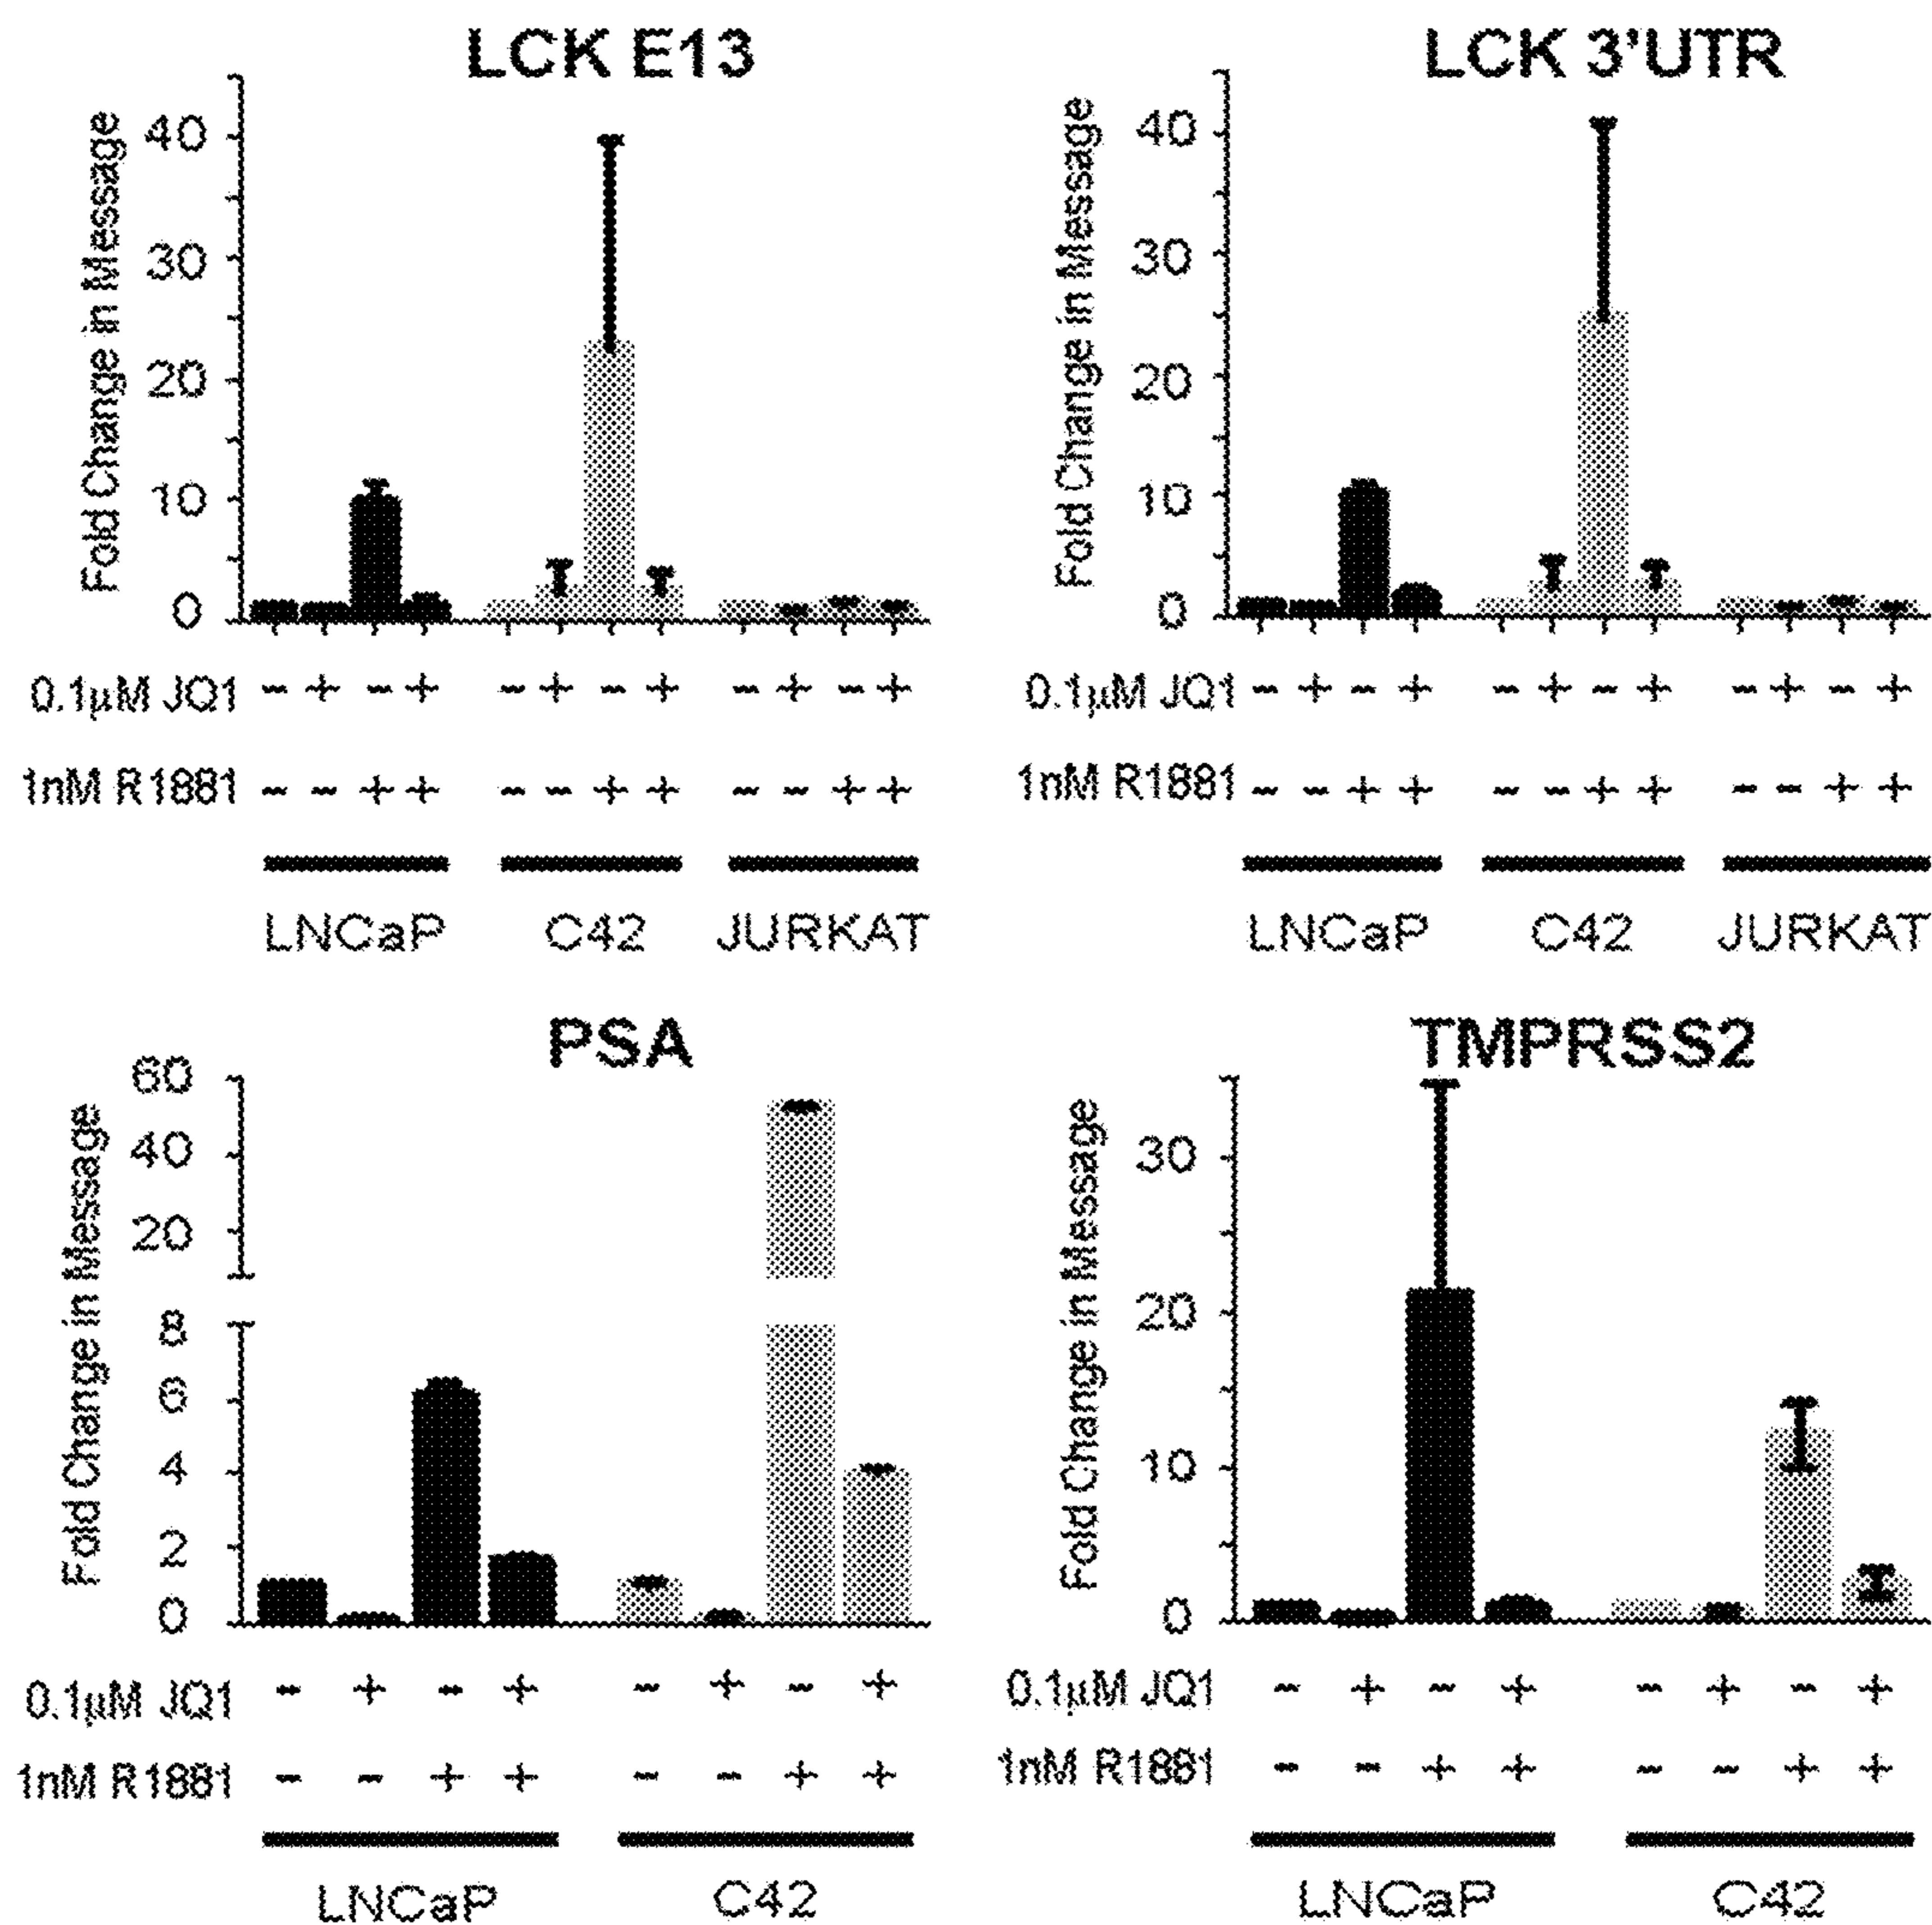 LCK E13
Fold Change in Message
40
30
20
10
0
0.1µM JQ1 - + - + - + - + - + - +
1nM R1881 - - + + - - + + - - + +
LNCaP C42 JURKAT
LCK 3'UTR
Fold Change in Message
40
30
20
10
0
0.1µM JQ1 - + - + - + - + - + - +
1nM R1881 - - + + - - + + - - + +
LNCaP C42 JURKAT
PSA
Fold Change in Message
60
40
20
8
6
4
2
0
0.1µM JQ1 - + - + - + - +
1nM R1881 - - + + - - + +
LNCaP C42
TMPRSS2
Fold Change in Message
30
20
10
0
0.1µM JQ1 - + - + - + - +
1nM R1881 - - + + - - + +
LNCaP C42